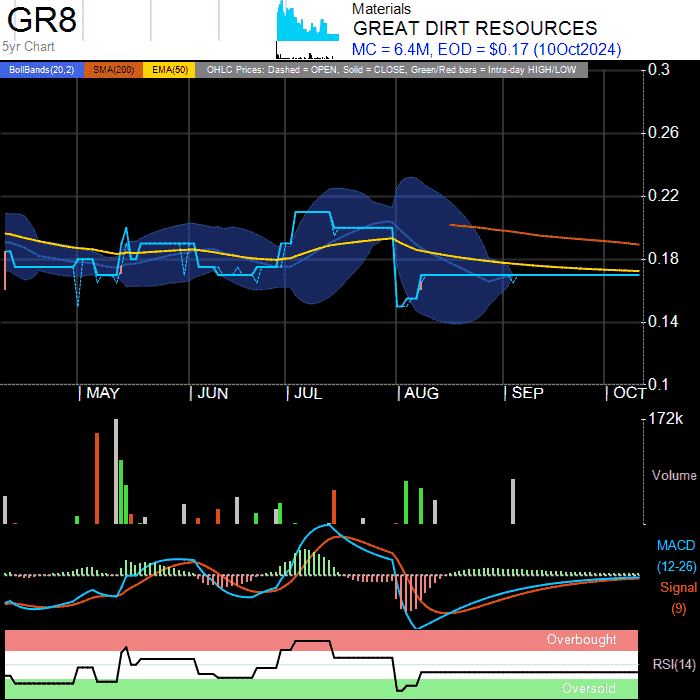 GR8
5yr Chart
Materials
GREAT DIRT RESOURCES
MC = 6.4M, EOD = $0.17 (10Oct2024)
BollBands(20,2) SMA(200) EMA(50) OHLC Prices: Dashed = OPEN, Solid = CLOSE, Green/Red bars = Intra-day HIGH/LOW
0.3
0.26
0.22
0.18
0.14
0.1
| MAY | JUN | JUL | AUG | SEP | OCT
172k
Volume
MACD
(12-26)
Signal
(9)
Overbought
RSI(14)
Oversold